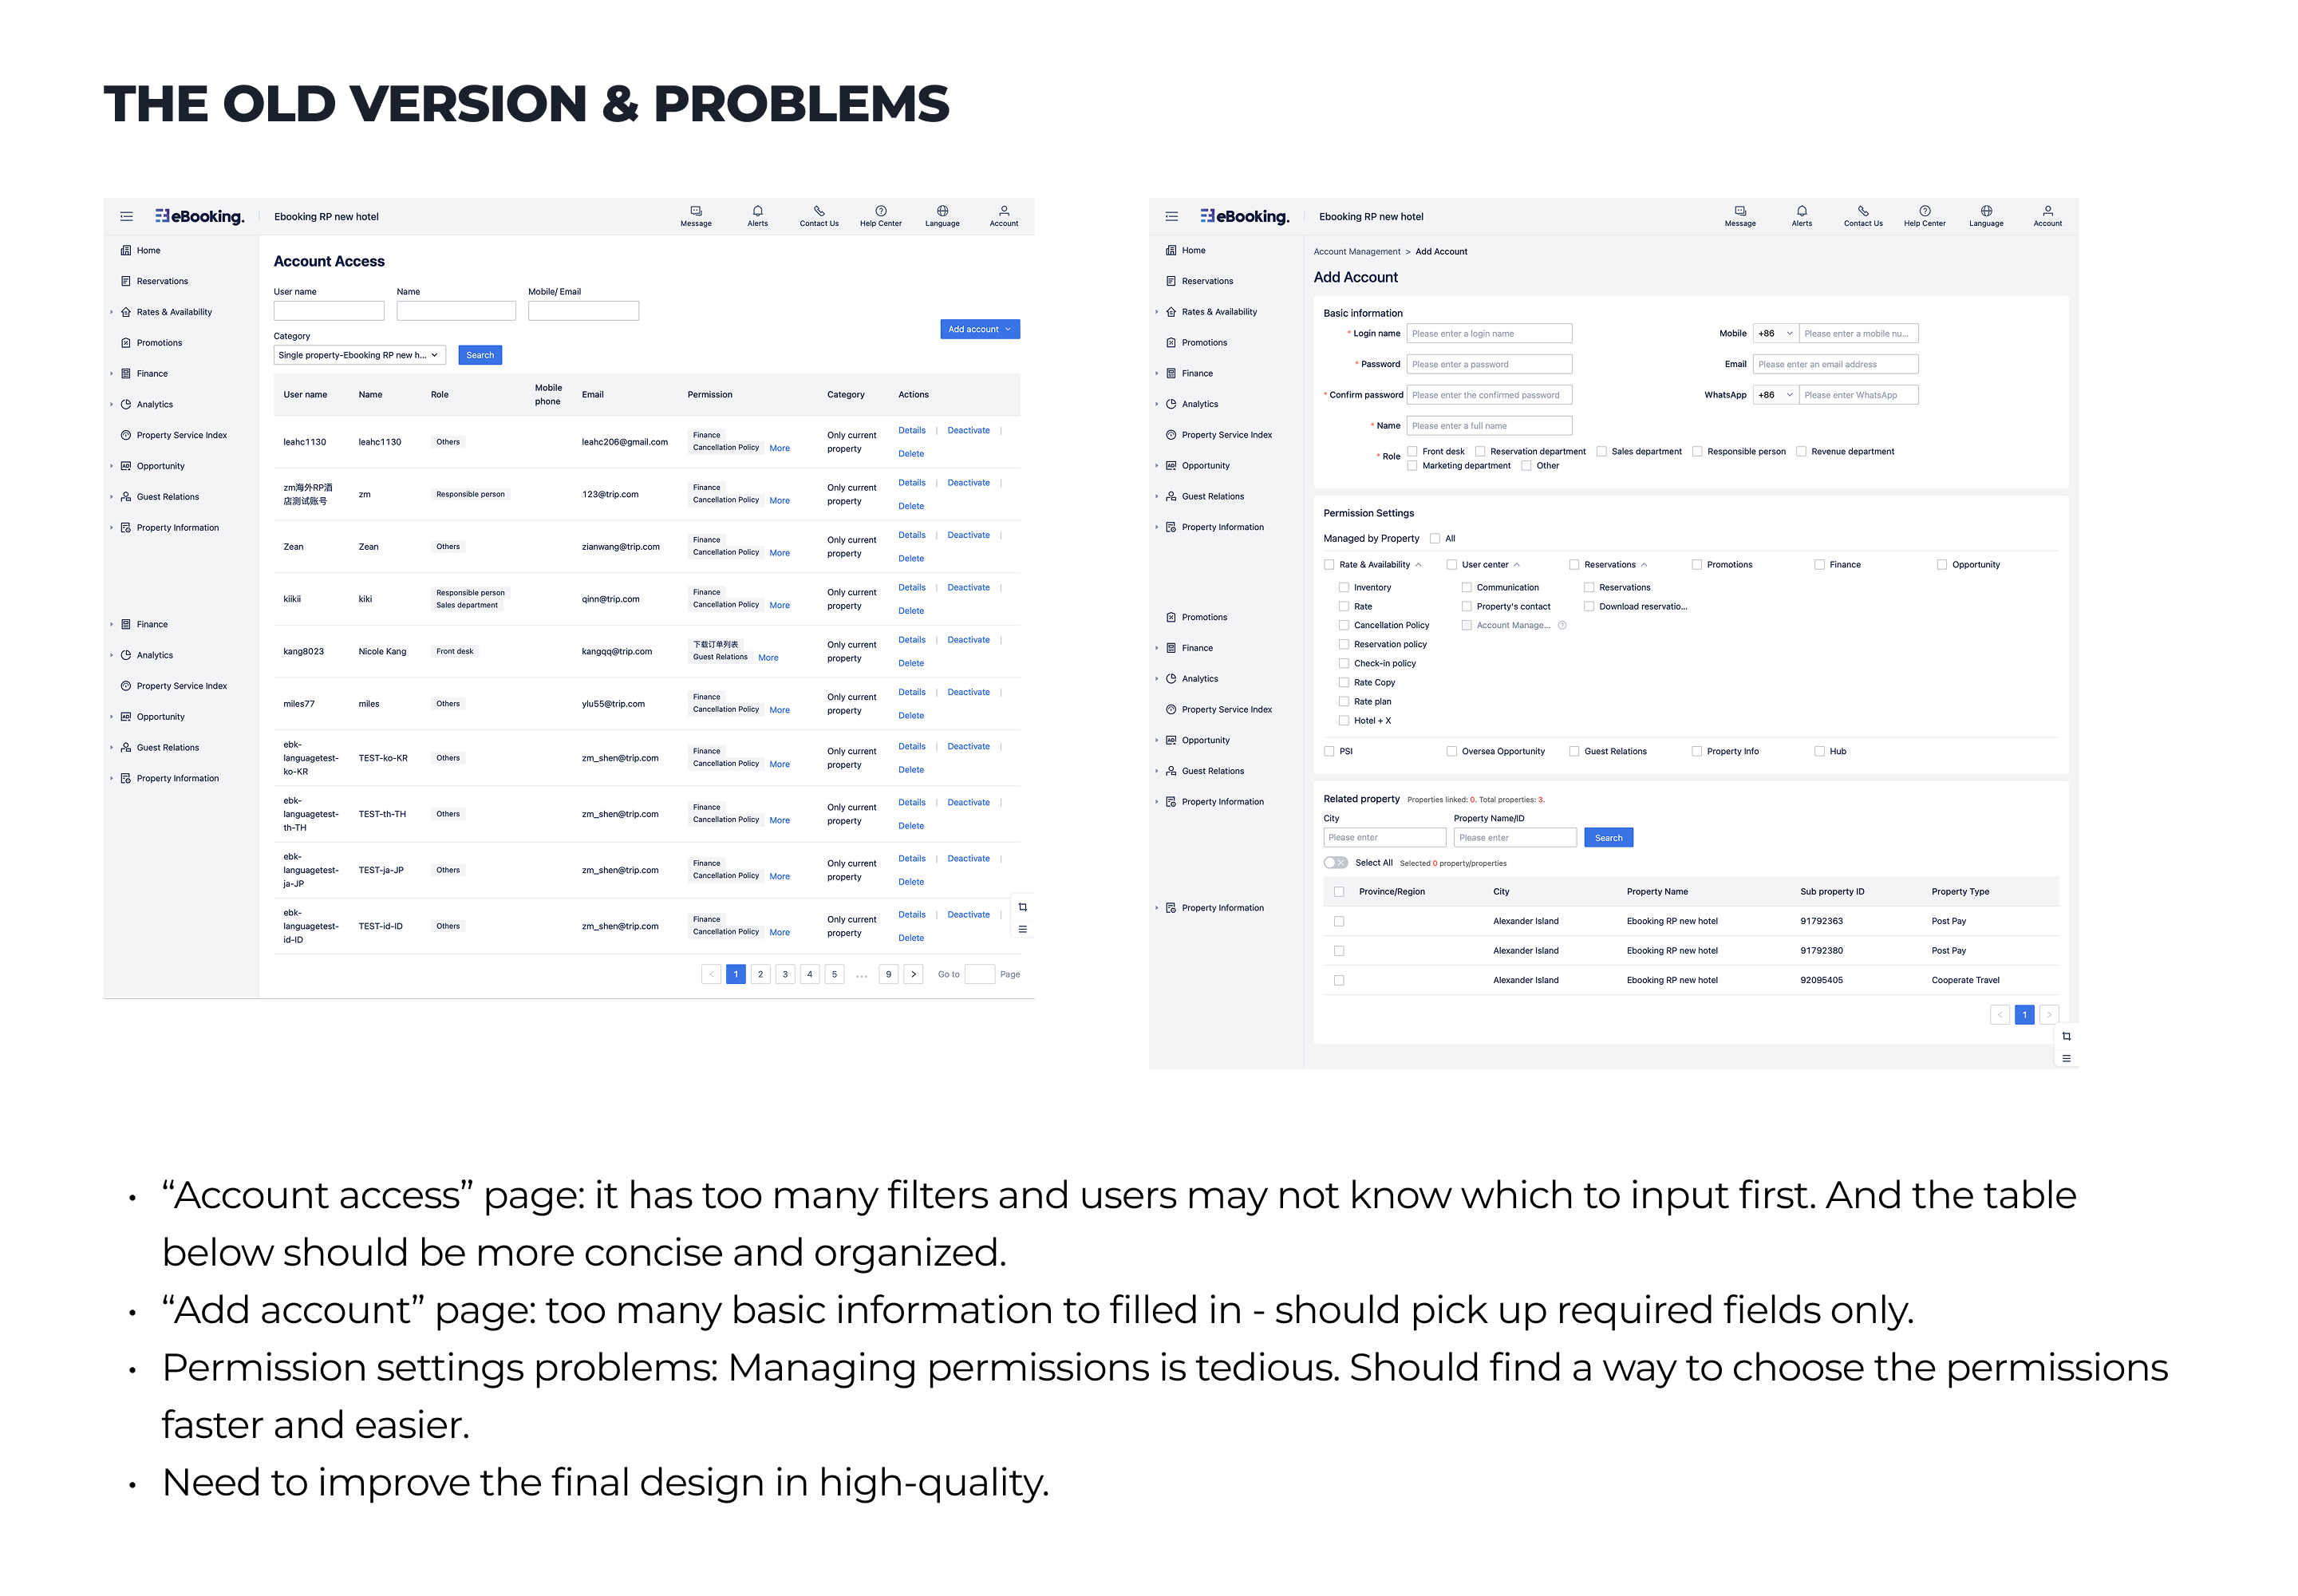 THE OLD VERSION & PROBLEMS
eBooking.
Ebooking RP new hotel
Message
Alerts
Contact Us
Help Center
Language
Account
Home
Reservations
Rates & Availability
Promotions
Finance
Analytics
Property Service Index
Opportunity
Guest Relations
Property Information
Finance
Analytics
Property Service Index
Opportunity
Guest Relations
Property Information
Account Access
User name Name Mobile/ Email
Add account
Category
Single property-Ebooking RP new h... Search
User name Name Role Mobile phone Email Permission Category Actions
leahc1130 leahc1130 Others leahc206@gmail.com Finance Cancellation Policy More Only current property Details | Deactivate | Delete
zm海外RP酒店测试账号 zm Responsible person 123@trip.com Finance Cancellation Policy More Only current property Details | Deactivate | Delete
Zean Zean Others zianwang@trip.com Finance Cancellation Policy More Only current property Details | Deactivate | Delete
kiikii kiki Responsible person Sales department qinn@trip.com Finance Cancellation Policy More Only current property Details | Deactivate | Delete
kang8023 Nicole Kang Front desk kangqq@trip.com 下载订单列表 Guest Relations More Only current property Details | Deactivate | Delete
miles77 miles Others ylu55@trip.com Finance Cancellation Policy More Only current property Details | Deactivate | Delete
ebk-languagetest-ko-KR TEST-ko-KR Others zm_shen@trip.com Finance Cancellation Policy More Only current property Details | Deactivate | Delete
ebk-languagetest-th-TH TEST-th-TH Others zm_shen@trip.com Finance Cancellation Policy More Only current property Details | Deactivate | Delete
ebk-languagetest-ja-JP TEST-ja-JP Others zm_shen@trip.com Finance Cancellation Policy More Only current property Details | Deactivate | Delete
ebk-languagetest-id-ID TEST-id-ID Others zm_shen@trip.com Finance Cancellation Policy More Only current property Details | Deactivate | Delete
< 1 2 3 4 5 ... 9 > Go to Page
eBooking.
Ebooking RP new hotel
Message
Alerts
Contact Us
Help Center
Language
Account
Home
Reservations
Rates & Availability
Promotions
Finance
Analytics
Property Service Index
Opportunity
Guest Relations
Property Information
Promotions
Finance
Analytics
Property Service Index
Opportunity
Guest Relations
Property Information
Property Information
Account Management > Add Account
Add Account
Basic information
* Login name Please enter a login name Mobile +86 Please enter a mobile nu...
* Password Please enter a password Email Please enter an email address
* Confirm password Please enter the confirmed password WhatsApp +86 Please enter WhatsApp
* Name Please enter a full name
* Role Front desk Reservation department Sales department Responsible person Revenue department
Marketing department Other
Permission Settings
Managed by Property All
Rate & Availability User center Reservations Promotions Finance Opportunity
Inventory Communication Reservations
Rate Property's contact Download reservatio...
Cancellation Policy Account Manage...
Reservation policy
Check-in policy
Rate Copy
Rate plan
Hotel + X
PSI Oversea Opportunity Guest Relations Property Info Hub
Related property Properties linked: 0. Total properties: 3.
City Property Name/ID
Please enter Please enter Search
Select All Selected 0 property/properties
Province/Region City Property Name Sub property ID Property Type
Alexander Island Ebooking RP new hotel 91792363 Post Pay
Alexander Island Ebooking RP new hotel 91792380 Post Pay
Alexander Island Ebooking RP new hotel 92095405 Cooperate Travel
< 1 >
• “Account access” page: it has too many filters and users may not know which to input first. And the table
below should be more concise and organized.
• “Add account” page: too many basic information to filled in - should pick up required fields only.
• Permission settings problems: Managing permissions is tedious. Should find a way to choose the permissions
faster and easier.
• Need to improve the final design in high-quality.